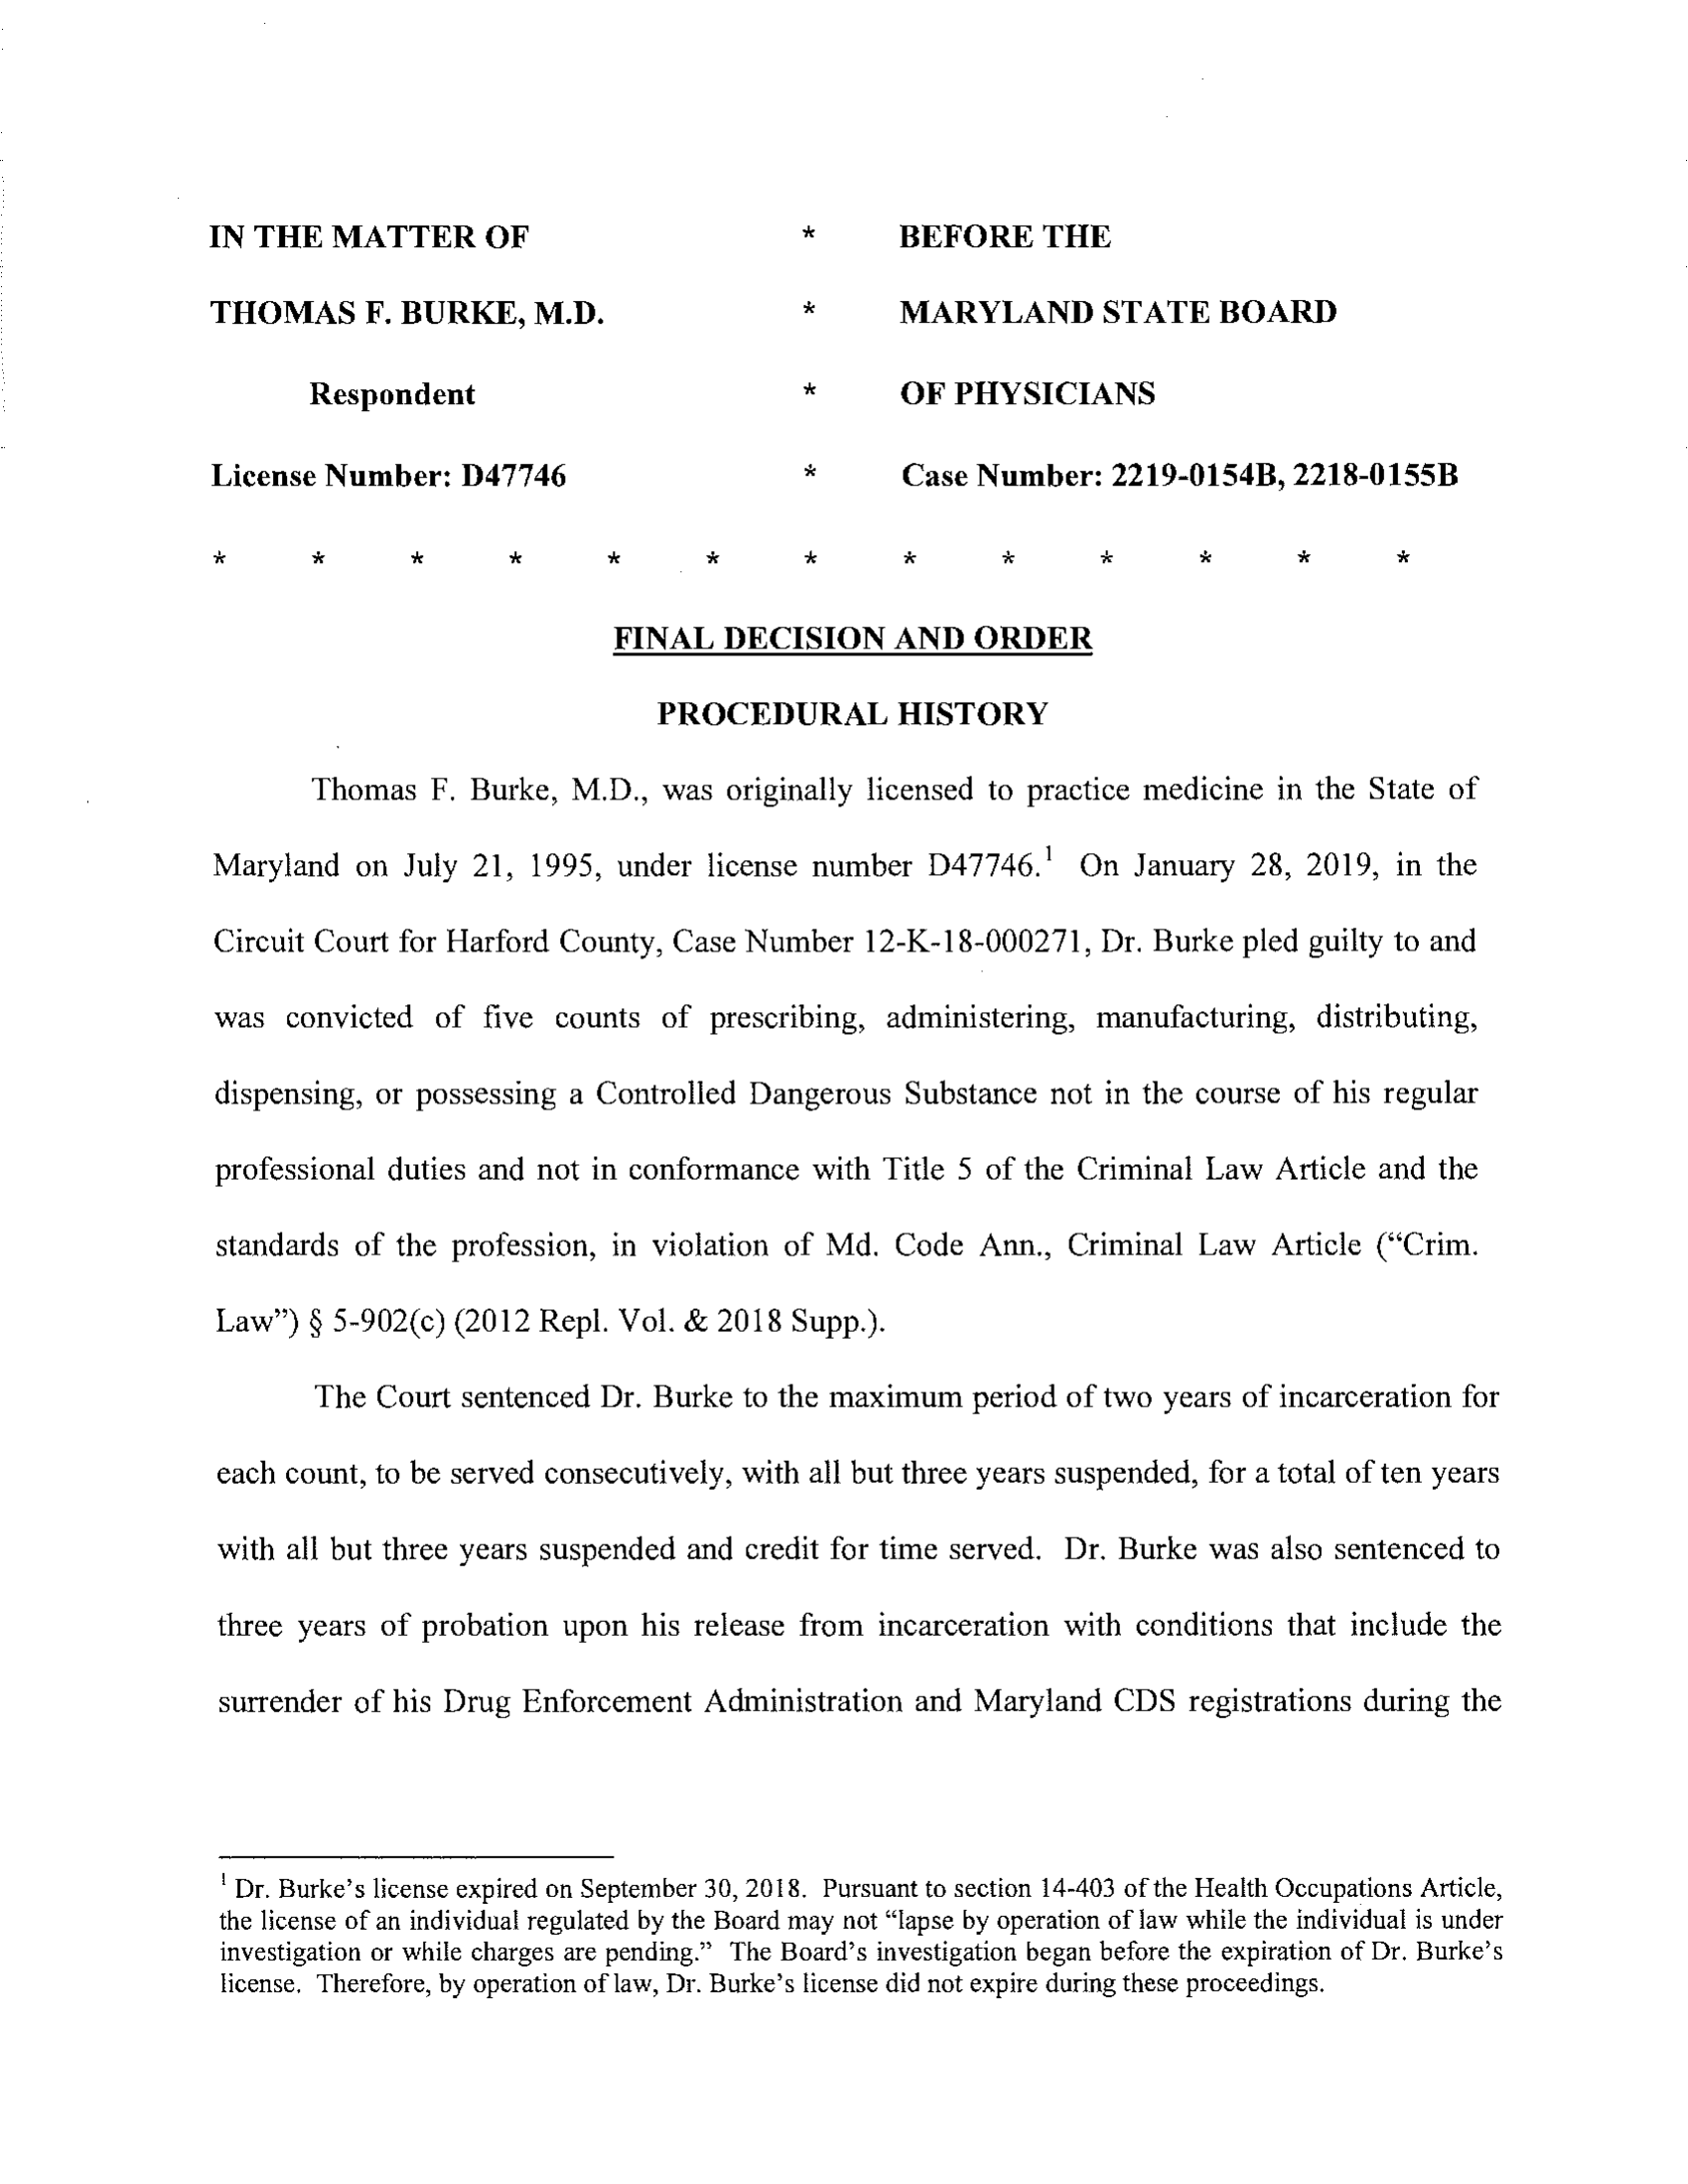 IN THE MATTER OF * BEFORE THE
THOMAS F. BURKE, M.D. * MARYLAND STATE BOARD
Respondent * OF PHYSICIANS
License Number: D47746 * Case Number: 2219-0154B, 2218-0155B
* * * * * * * * * * * * *
FINAL DECISION AND ORDER
PROCEDURAL HISTORY
Thomas F. Burke, M.D., was originally licensed to practice medicine in the State of
Maryland on July 21, 1995, under license number D47746.¹ On January 28, 2019, in the
Circuit Court for Harford County, Case Number 12-K-18-000271, Dr. Burke pled guilty to and
was convicted of five counts of prescribing, administering, manufacturing, distributing,
dispensing, or possessing a Controlled Dangerous Substance not in the course of his regular
professional duties and not in conformance with Title 5 of the Criminal Law Article and the
standards of the profession, in violation of Md. Code Ann., Criminal Law Article (“Crim.
Law”) § 5-902(c) (2012 Repl. Vol. & 2018 Supp.).
The Court sentenced Dr. Burke to the maximum period of two years of incarceration for
each count, to be served consecutively, with all but three years suspended, for a total of ten years
with all but three years suspended and credit for time served. Dr. Burke was also sentenced to
three years of probation upon his release from incarceration with conditions that include the
surrender of his Drug Enforcement Administration and Maryland CDS registrations during the
¹ Dr. Burke’s license expired on September 30, 2018. Pursuant to section 14-403 of the Health Occupations Article,
the license of an individual regulated by the Board may not “lapse by operation of law while the individual is under
investigation or while charges are pending.” The Board’s investigation began before the expiration of Dr. Burke’s
license. Therefore, by operation of law, Dr. Burke’s license did not expire during these proceedings.